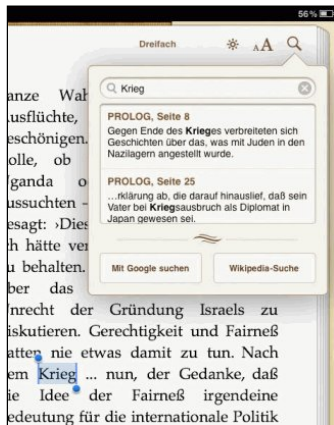 56%
Dreifach
AA
Krieg
PROLOG, Seite 8
Gegen Ende des Krieges verbreiteten sich
Geschichten über das, was mit Juden in den
Nazilagern angestellt wurde.
PROLOG, Seite 25
...rklärung ab, die darauf hinauslief, daß sein
Vater bei Kriegsausbruch als Diplomat in
Japan gewesen sei.
Mit Google suchen
Wikipedia-Suche
anze Wah
usflüchte,
eschönigen.
olle, ob
ganda o
ussuchten –
esagt: ›Dies
h hätte ver
u behalten.
ber das
nrecht der Gründung Israels zu
iskutieren. Gerechtigkeit und Fairneß
atten nie etwas damit zu tun. Nach
em Krieg ... nun, der Gedanke, daß
ie Idee der Fairneß irgendeine
edeutung für die internationale Politik